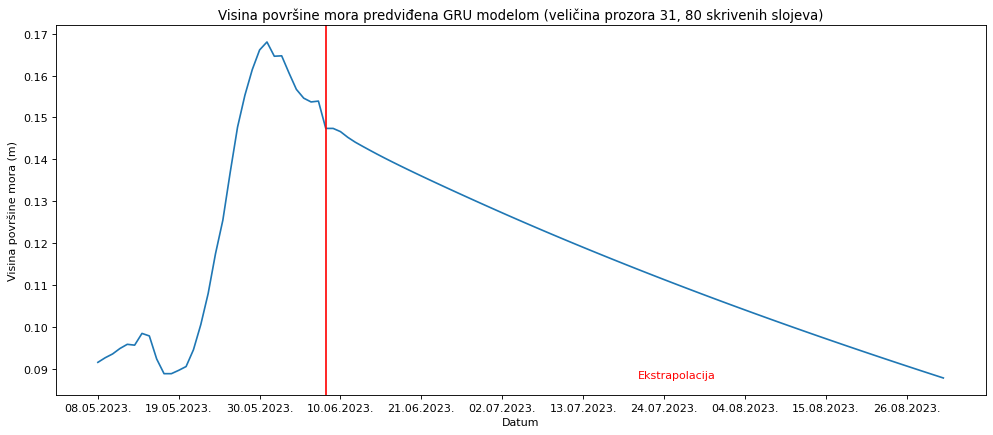 Visina površine mora predviđena GRU modelom (veličina prozora 31, 80 skrivenih slojeva)
Visina površine mora (m)
0.17
0.16
0.15
0.14
0.13
0.12
0.11
0.10
0.09
Ekstrapolacija
08.05.2023. 19.05.2023. 30.05.2023. 10.06.2023. 21.06.2023. 02.07.2023. 13.07.2023. 24.07.2023. 04.08.2023. 15.08.2023. 26.08.2023.
Datum